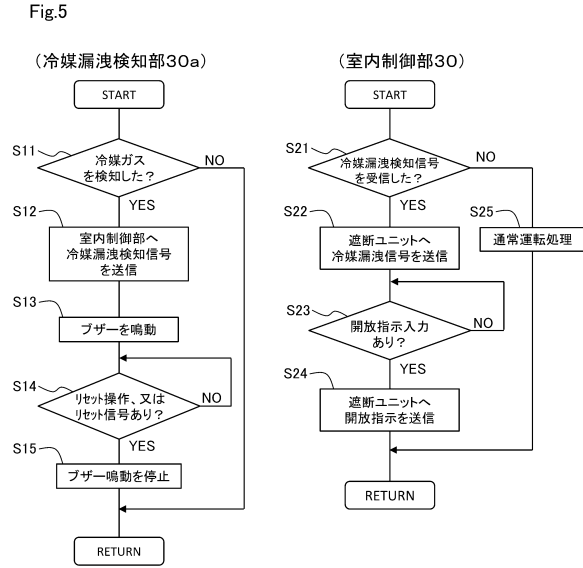 Fig.5
（冷媒漏洩検知部30a）
START
S11
冷媒ガス
を検知した？
NO
YES
S12
室内制御部へ
冷媒漏洩検知信号
を送信
S13
ブザーを鳴動
S14
リセット操作、又は
リセット信号あり？
NO
YES
S15
ブザー鳴動を停止
RETURN
（室内制御部30）
START
S21
冷媒漏洩検知信号
を受信した？
NO
YES
S22
遮断ユニットへ
冷媒漏洩信号を送信
S25
通常運転処理
S23
開放指示入力
あり？
NO
YES
S24
遮断ユニットへ
開放指示を送信
RETURN